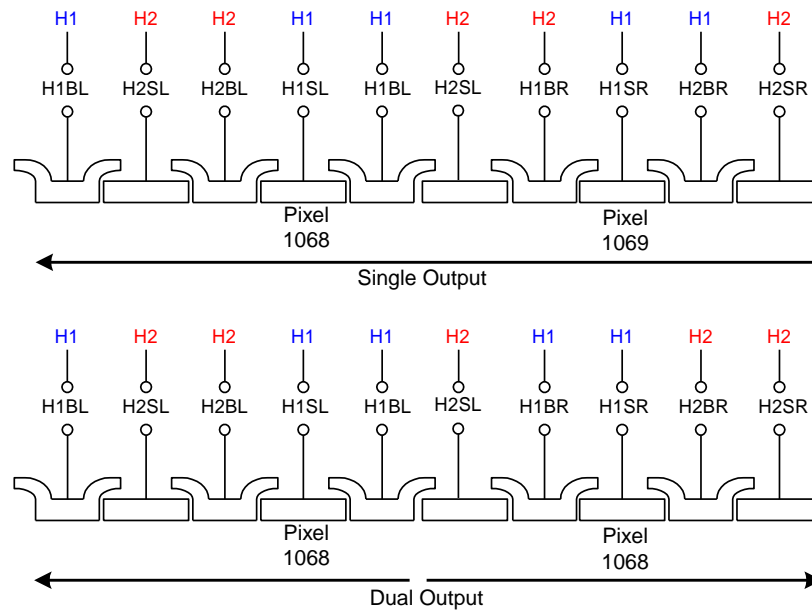 H1 H2 H2 H1 H1 H2 H2 H1 H1 H2
H1BL H2SL H2BL H1SL H1BL H2SL H1BR H1SR H2BR H2SR
Pixel Pixel
1068 1069
Single Output
H1 H2 H2 H1 H1 H2 H1 H1 H2 H2
H1BL H2SL H2BL H1SL H1BL H2SL H1BR H1SR H2BR H2SR
Pixel Pixel
1068 1068
Dual Output